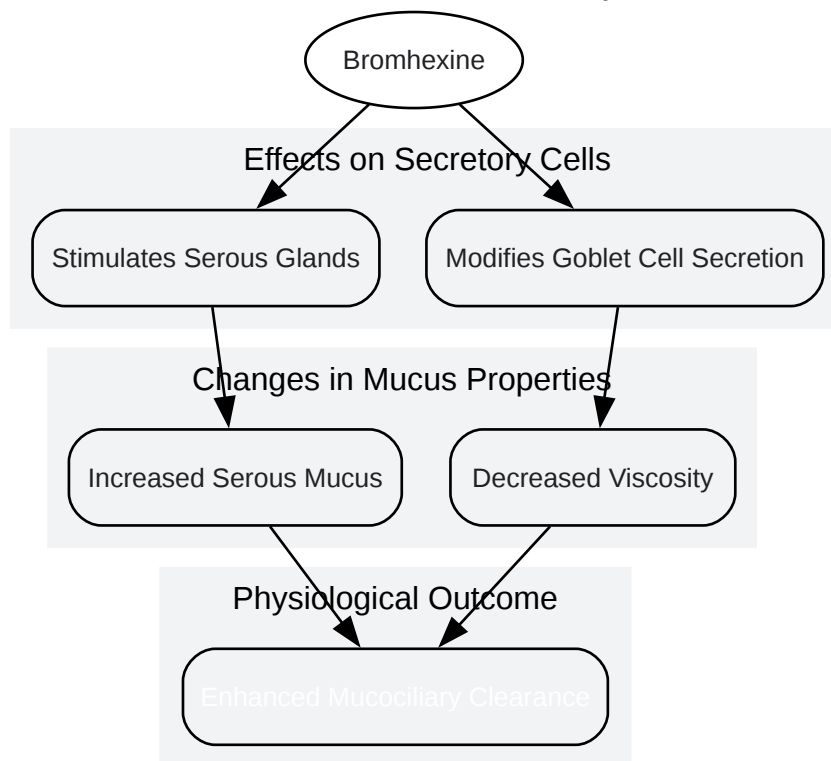 Bromhexine
Effects on Secretory Cells
Stimulates Serous Glands
Modifies Goblet Cell Secretion
Changes in Mucus Properties
Increased Serous Mucus
Decreased Viscosity
Physiological Outcome
Enhanced Mucociliary Clearance